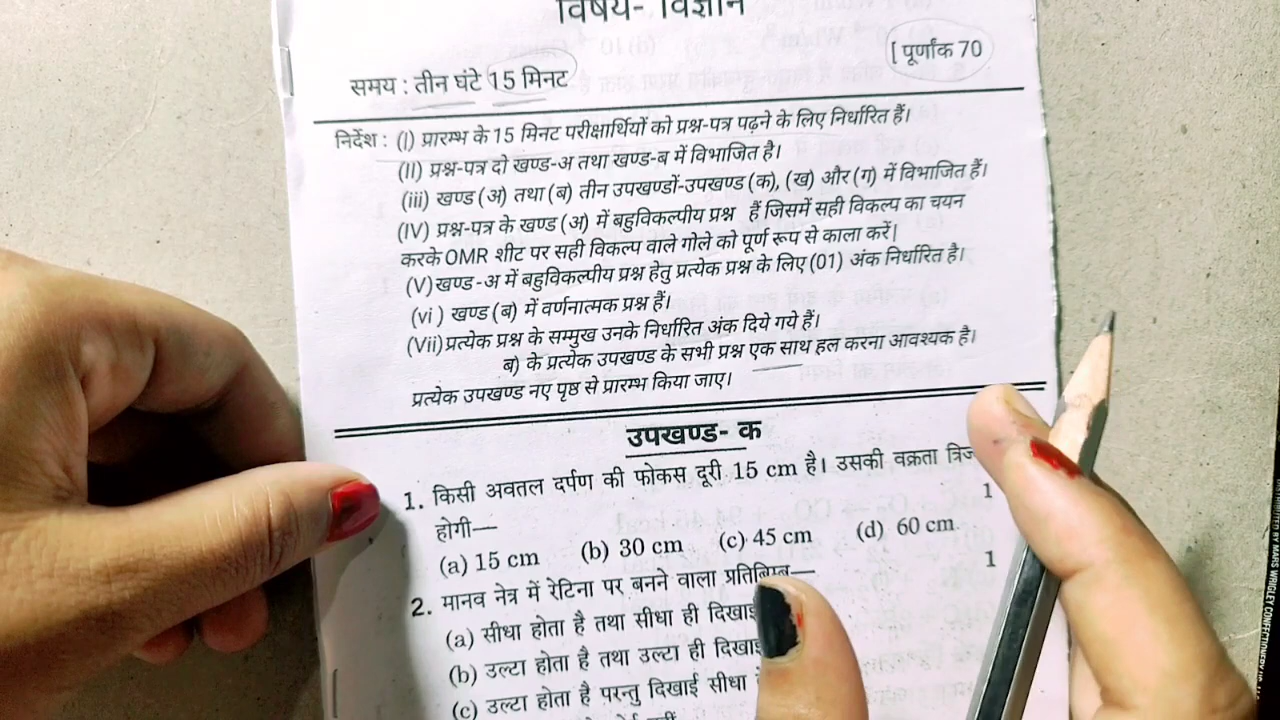 विषय- विज्ञान
[ पूर्णांक 70
समय : तीन घंटे 15 मिनट
निर्देश : (I) प्रारम्भ के 15 मिनट परीक्षार्थियों को प्रश्न-पत्र पढ़ने के लिए निर्धारित हैं।
(II) प्रश्न-पत्र दो खण्ड-अ तथा खण्ड-ब में विभाजित है।
(iii) खण्ड (अ) तथा (ब) तीन उपखण्डों-उपखण्ड (क), (ख) और (ग) में विभाजित हैं।
(IV) प्रश्न-पत्र के खण्ड (अ) में बहुविकल्पीय प्रश्न हैं जिसमें सही विकल्प का चयन
करके OMR शीट पर सही विकल्प वाले गोले को पूर्ण रूप से काला करें|
(V) खण्ड -अ में बहुविकल्पीय प्रश्न हेतु प्रत्येक प्रश्न के लिए (01) अंक निर्धारित है।
(vi ) खण्ड (ब) में वर्णनात्मक प्रश्न हैं।
(Vii) प्रत्येक प्रश्न के सम्मुख उनके निर्धारित अंक दिये गये हैं।
ब) के प्रत्येक उपखण्ड के सभी प्रश्न एक साथ हल करना आवश्यक है।
प्रत्येक उपखण्ड नए पृष्ठ से प्रारम्भ किया जाए।
उपखण्ड- क
1. किसी अवतल दर्पण की फोकस दूरी 15 cm है। उसकी वक्रता
होगी— 1
(a) 15 cm (b) 30 cm (c) 45 cm (d) 60 cm
2. मानव नेत्र में रेटिना पर बनने वाला प्रतिबिम्ब— 1
(a) सीधा होता है तथा सीधा ही
(b) उल्टा होता है तथा उल्टा ही
(c) उल्टा होता है परन्तु दिखाई सीधा